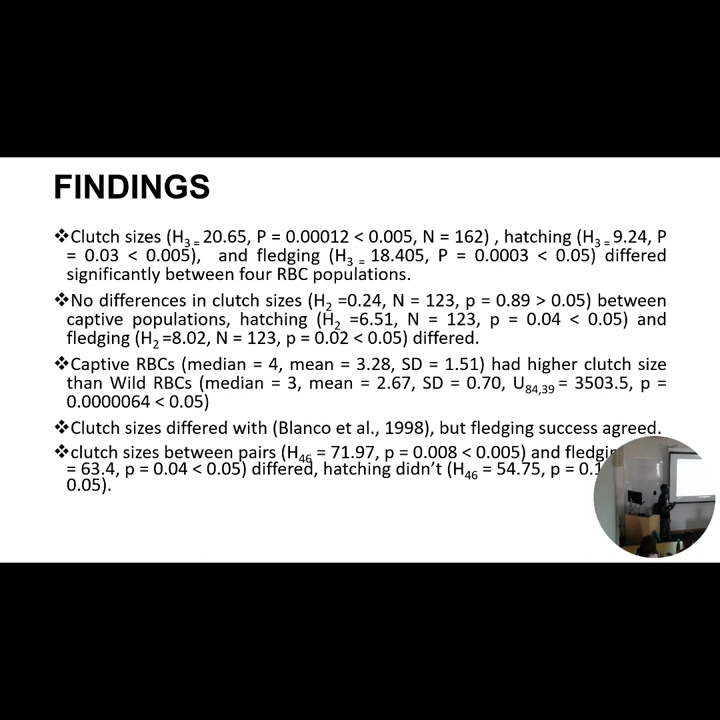 FINDINGS
❖Clutch sizes (H3 = 20.65, P = 0.00012 < 0.005, N = 162) , hatching (H3 = 9.24, P
= 0.03 < 0.005), and fledging (H3 = 18.405, P = 0.0003 < 0.05) differed
significantly between four RBC populations.
❖No differences in clutch sizes (H2 =0.24, N = 123, p = 0.89 > 0.05) between
captive populations, hatching (H2 =6.51, N = 123, p = 0.04 < 0.05) and
fledging (H2 =8.02, N = 123, p = 0.02 < 0.05) differed.
❖Captive RBCs (median = 4, mean = 3.28, SD = 1.51) had higher clutch size
than Wild RBCs (median = 3, mean = 2.67, SD = 0.70, U84,39 = 3503.5, p =
0.0000064 < 0.05)
❖Clutch sizes differed with (Blanco et al., 1998), but fledging success agreed.
❖clutch sizes between pairs (H46 = 71.97, p = 0.008 < 0.005) and
= 63.4, p = 0.04 < 0.05) differed, hatching didn't (H46 = 54.75, p =
0.05).